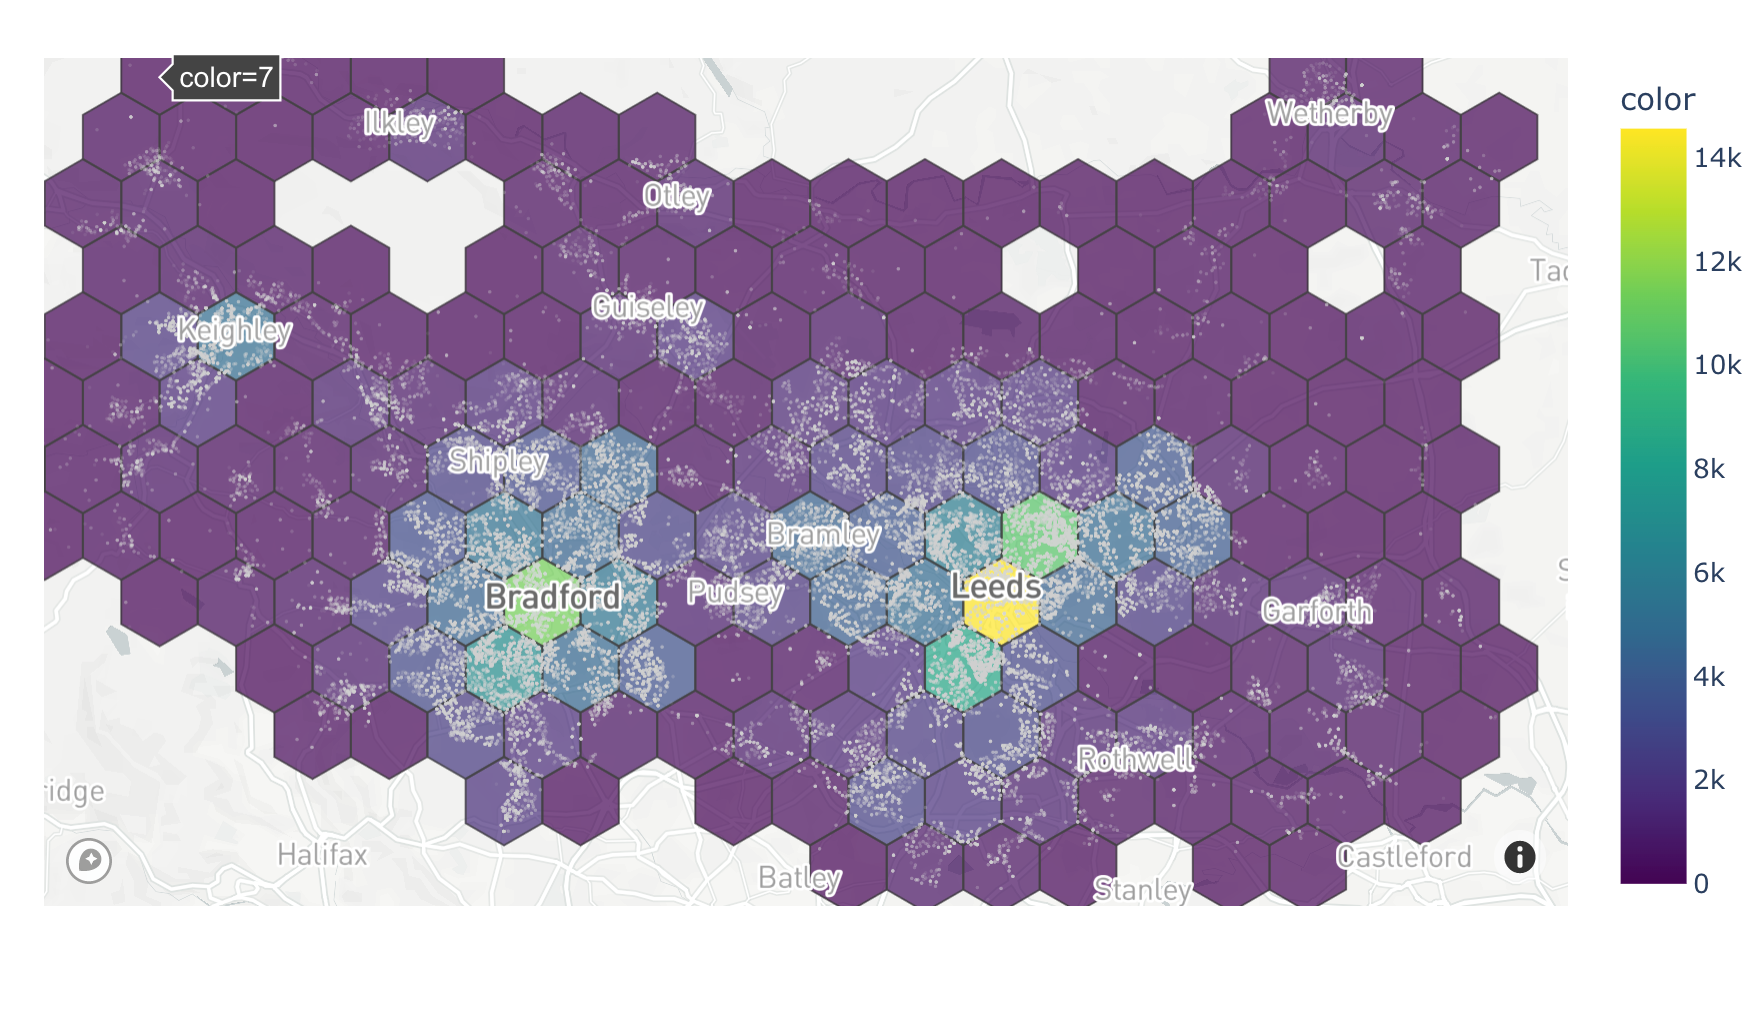 color=7
color
Ilkley
Wetherby
14k
Otley
12k
Guiseley
Keighley
10k
Shipley
8k
Bramley
6k
Leeds
Bradford
Pudsey
Garforth
4k
Rothwell
2k
ridge
Halifax
Castleford
Batley
Stanley
0